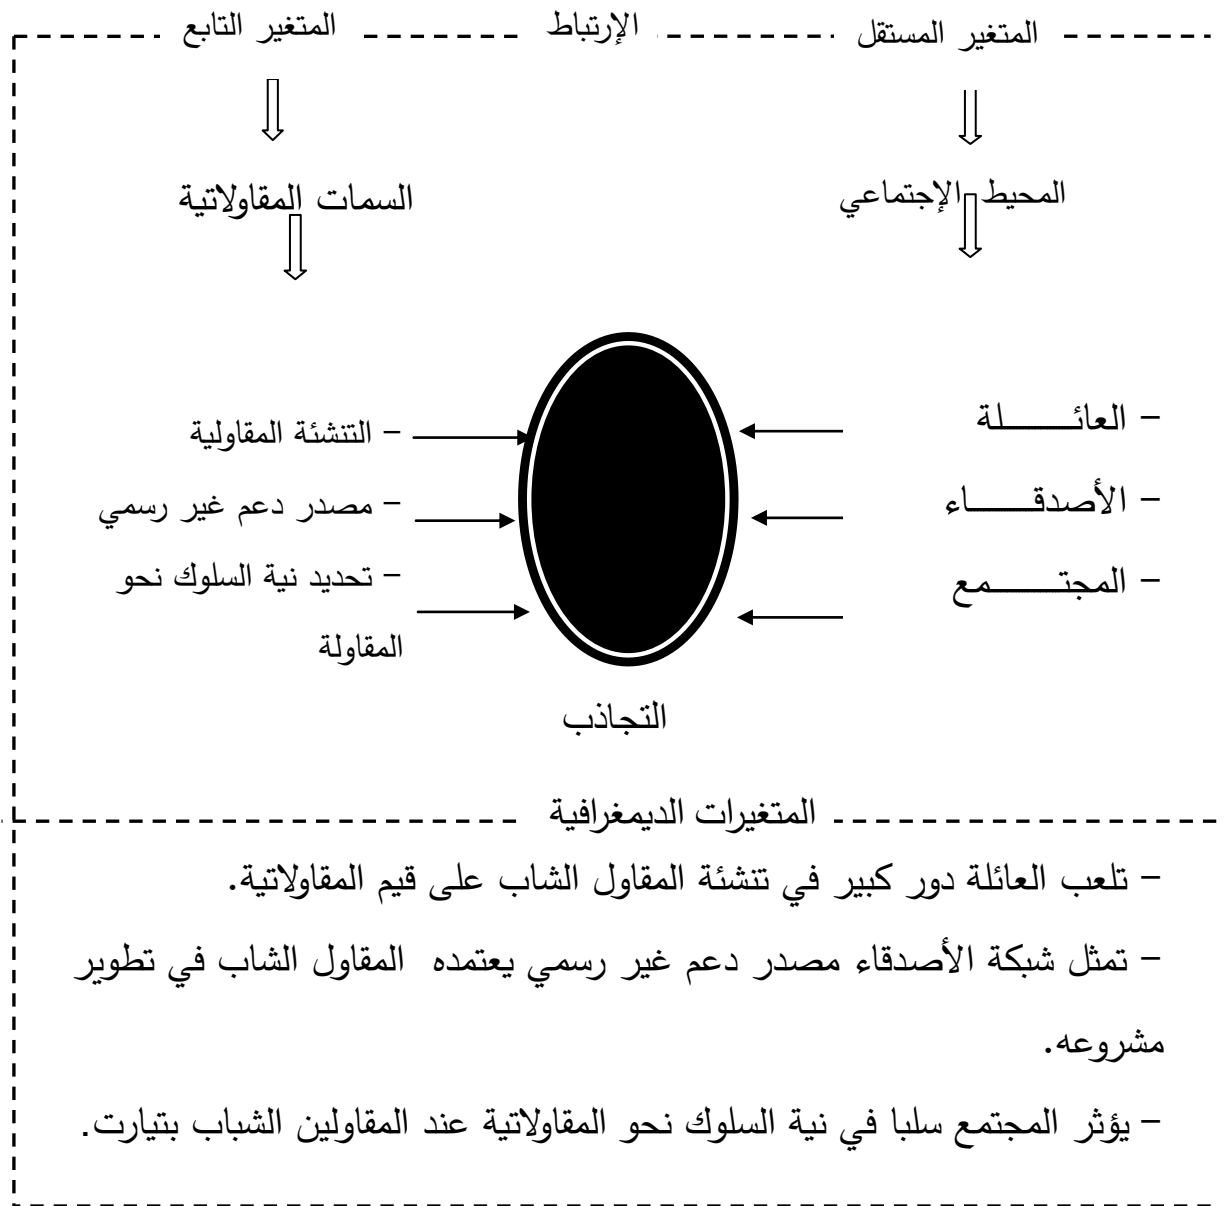 المتغير المستقل الإرتباط المتغير التابع
المحيط الإجتماعي السمات المقاولاتية
– العائـــــــلة – التنشئة المقاولية
– الأصدقـــــــاء – مصدر دعم غير رسمي
– المجتـــــــمع – تحديد نية السلوك نحو
المقاولة
التجاذب
المتغيرات الديمغرافية
– تلعب العائلة دور كبير في تنشئة المقاول الشاب على قيم المقاولاتية.
– تمثل شبكة الأصدقاء مصدر دعم غير رسمي يعتمده المقاول الشاب في تطوير
مشروعه.
– يؤثر المجتمع سلبا في نية السلوك نحو المقاولاتية عند المقاولين الشباب بتيارت.